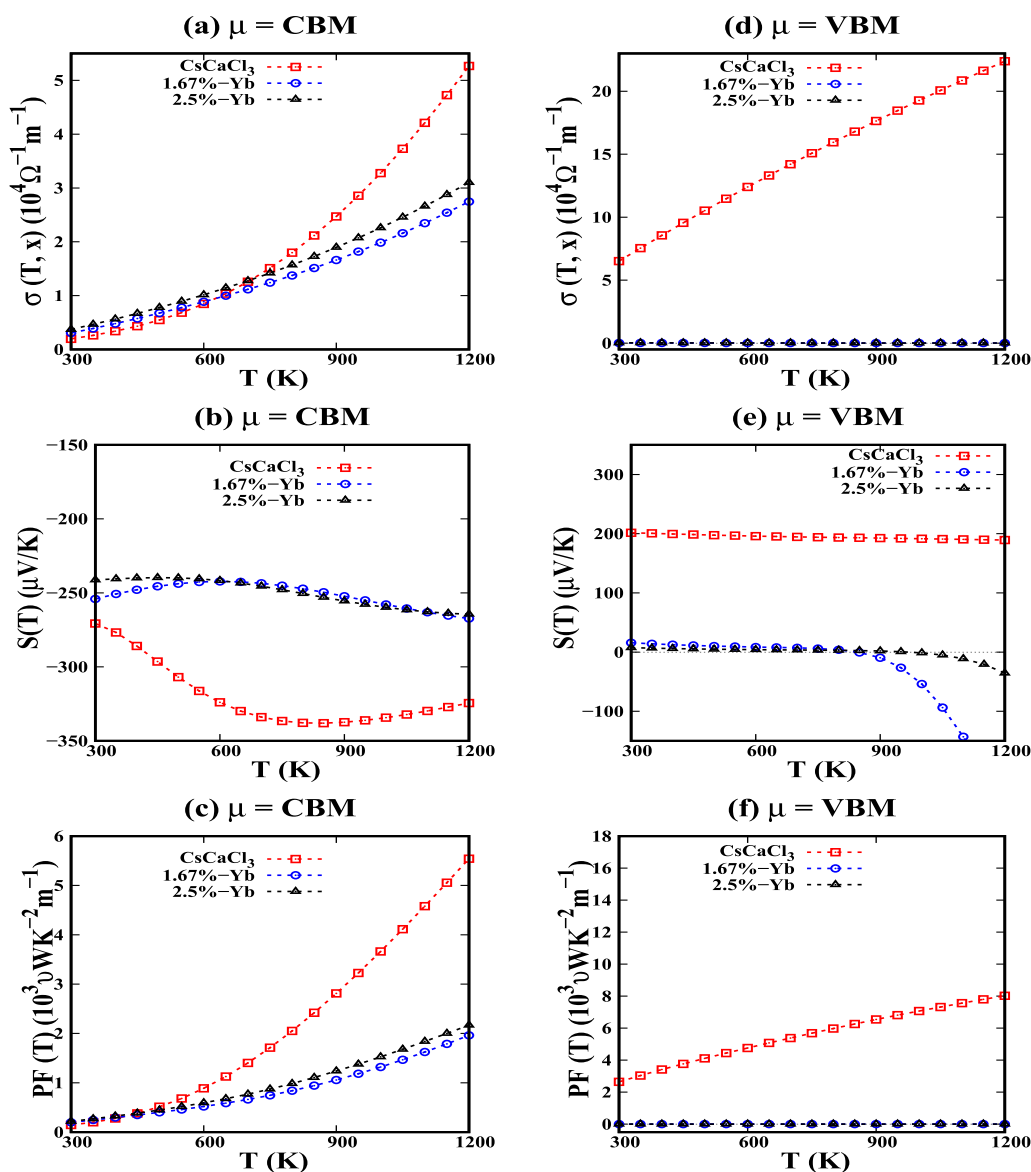 (a) μ = CBM
CsCaCl₃
1.67%−Yb
2.5%−Yb
σ (T, x) (10⁴Ω⁻¹m⁻¹)
5
4
3
2
1
0
300 600 900 1200
T (K)
(d) μ = VBM
CsCaCl₃
1.67%−Yb
2.5%−Yb
σ (T, x) (10⁴Ω⁻¹m⁻¹)
20
15
10
5
0
300 600 900 1200
T (K)
(b) μ = CBM
CsCaCl₃
1.67%−Yb
2.5%−Yb
S(T) (μV/K)
−150
−200
−250
−300
−350
300 600 900 1200
T (K)
(e) μ = VBM
CsCaCl₃
1.67%−Yb
2.5%−Yb
S(T) (μV/K)
300
200
100
0
−100
300 600 900 1200
T (K)
(c) μ = CBM
CsCaCl₃
1.67%−Yb
2.5%−Yb
PF (T) (10³υWK⁻²m⁻¹)
6
5
4
3
2
1
0
300 600 900 1200
T (K)
(f) μ = VBM
CsCaCl₃
1.67%−Yb
2.5%−Yb
PF (T) (10³υWK⁻²m⁻¹)
18
16
14
12
10
8
6
4
2
0
300 600 900 1200
T (K)